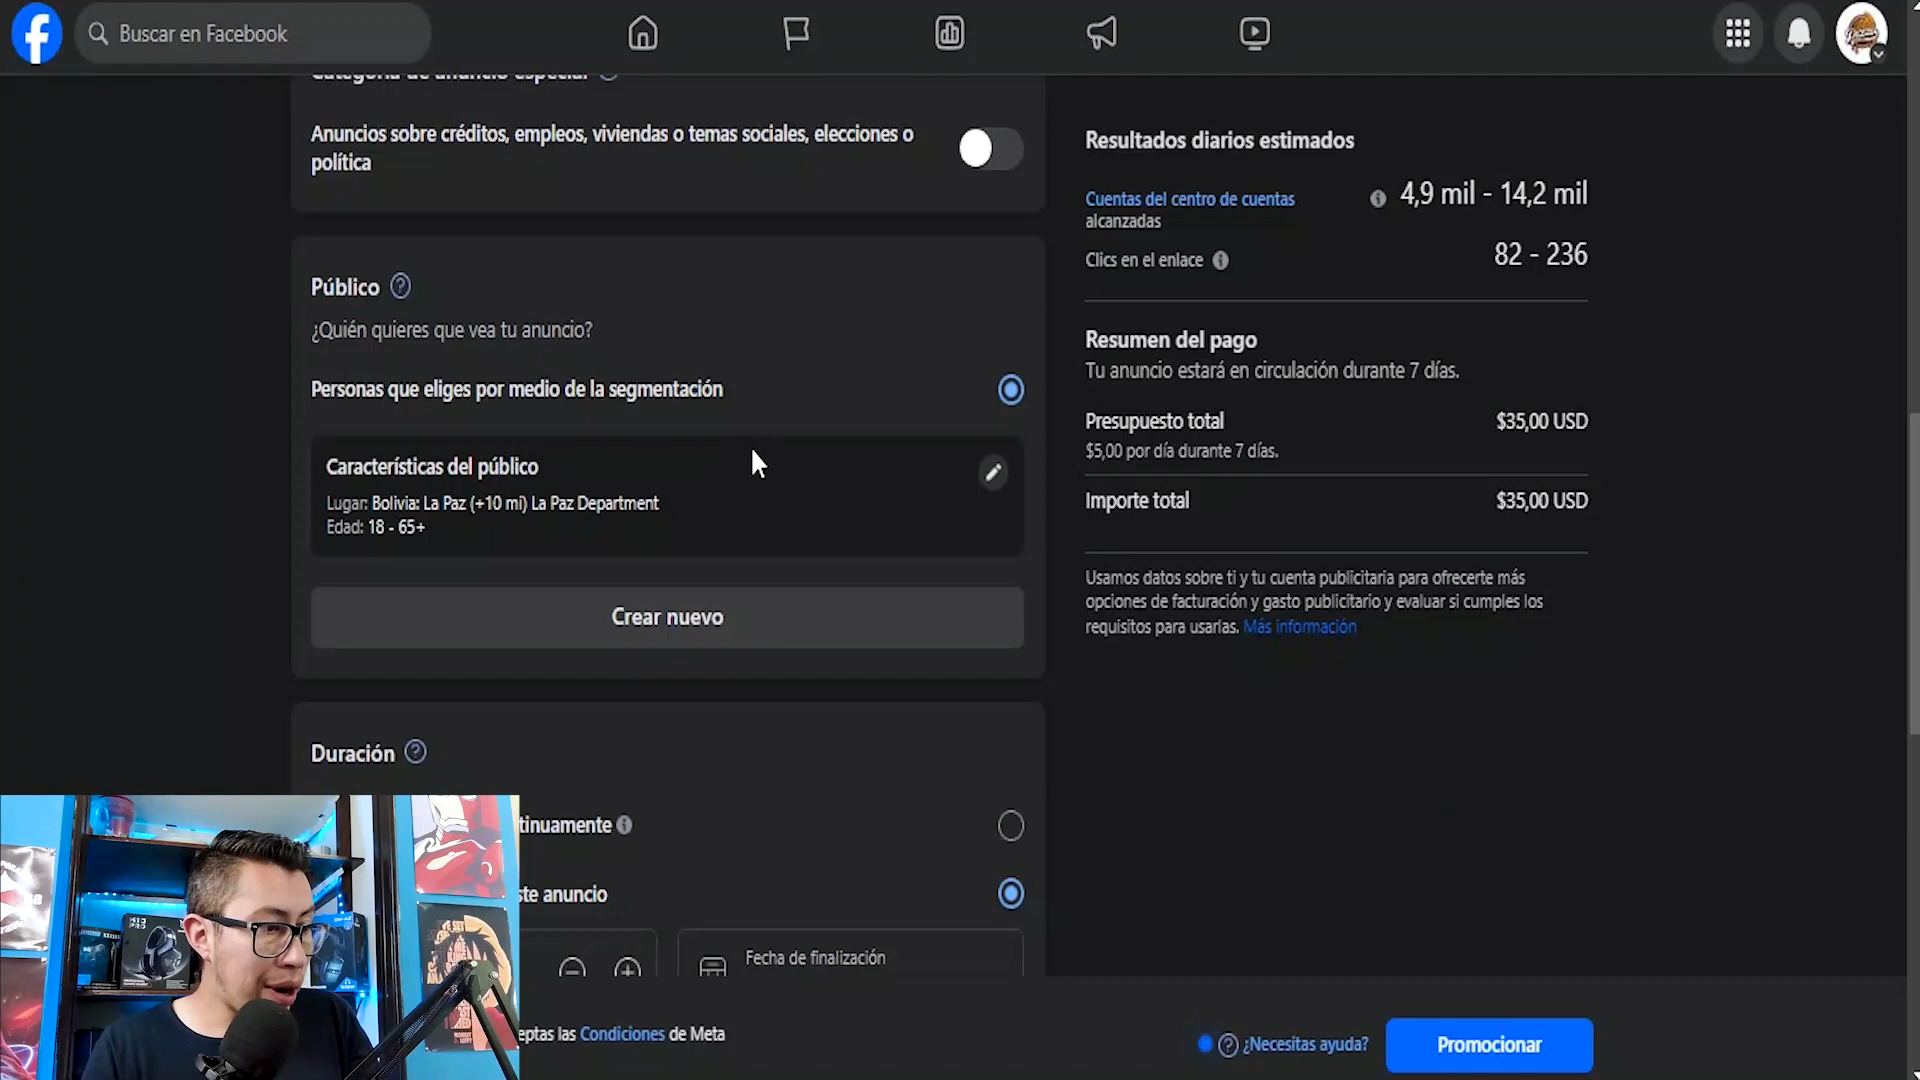 Buscar en Facebook
Categoría de anuncio especial
Anuncios sobre créditos, empleos, viviendas o temas sociales, elecciones o
política
Público
¿Quién quieres que vea tu anuncio?
Personas que eliges por medio de la segmentación
Características del público
Lugar: Bolivia: La Paz (+10 mi) La Paz Department
Edad: 18 - 65+
Crear nuevo
Duración
tinuamente
ste anuncio
Fecha de finalización
eptas las Condiciones de Meta
Resultados diarios estimados
Cuentas del centro de cuentas
alcanzadas
4,9 mil - 14,2 mil
Clics en el enlace
82 - 236
Resumen del pago
Tu anuncio estará en circulación durante 7 días.
Presupuesto total
$35,00 USD
$5,00 por día durante 7 días.
Importe total
$35,00 USD
Usamos datos sobre ti y tu cuenta publicitaria para ofrecerte más
opciones de facturación y gasto publicitario y evaluar si cumples los
requisitos para usarlas. Más información
¿Necesitas ayuda?
Promocionar